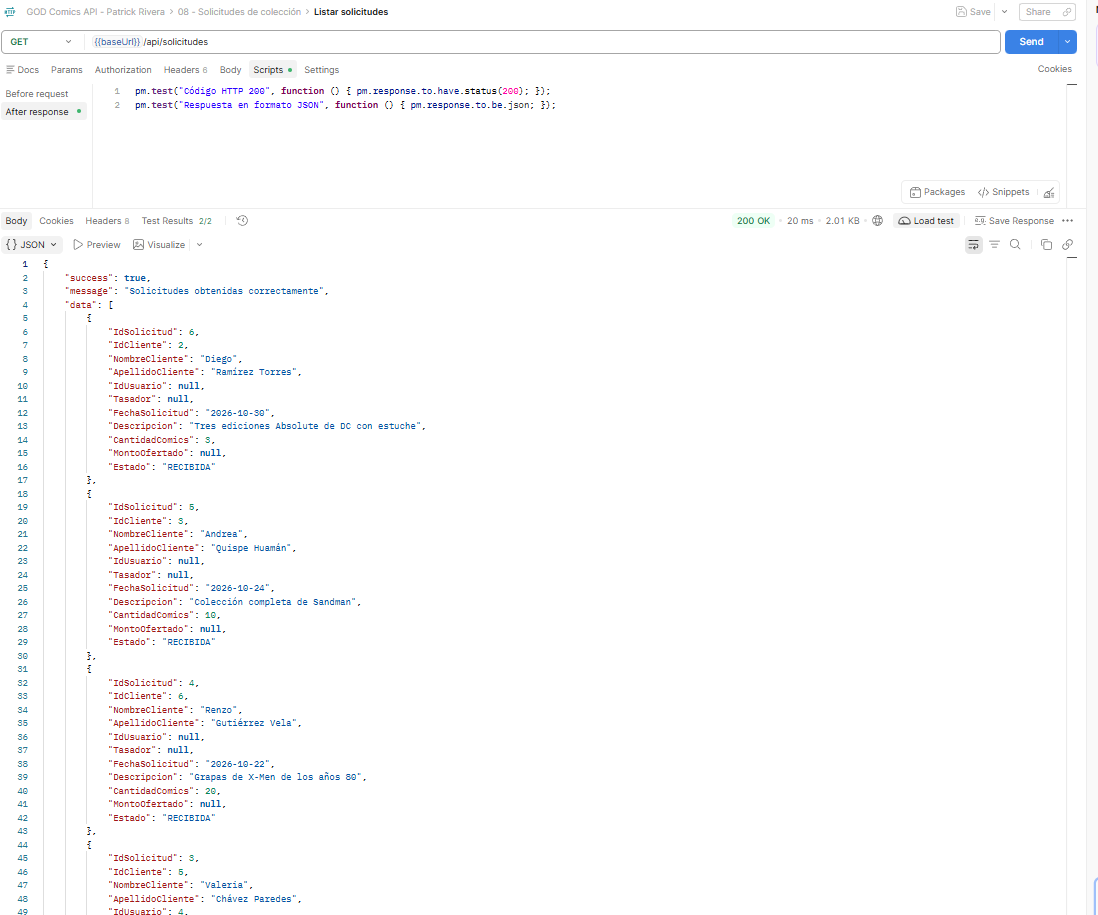 GOD Comics API - Patrick Rivera > 08 - Solicitudes de colección > Listar solicitudes
Save
Share
GET
{{baseUrl}} /api/solicitudes
Send
Docs Params Authorization Headers 6 Body Scripts Settings
Cookies
Before request
After response
1 pm.test("Código HTTP 200", function () { pm.response.to.have.status(200); });
2 pm.test("Respuesta en formato JSON", function () { pm.response.to.be.json; });
Packages </> Snippets
Body Cookies Headers 8 Test Results 2/2
200 OK • 20 ms • 2.01 KB • Load test Save Response •••
{} JSON Preview Visualize
1 {
2 "success": true,
3 "message": "Solicitudes obtenidas correctamente",
4 "data": [
5 {
6 "IdSolicitud": 6,
7 "IdCliente": 2,
8 "NombreCliente": "Diego",
9 "ApellidoCliente": "Ramírez Torres",
10 "IdUsuario": null,
11 "Tasador": null,
12 "FechaSolicitud": "2026-10-30",
13 "Descripcion": "Tres ediciones Absolute de DC con estuche",
14 "CantidadComics": 3,
15 "MontoOfertado": null,
16 "Estado": "RECIBIDA"
17 },
18 {
19 "IdSolicitud": 5,
20 "IdCliente": 3,
21 "NombreCliente": "Andrea",
22 "ApellidoCliente": "Quispe Huamán",
23 "IdUsuario": null,
24 "Tasador": null,
25 "FechaSolicitud": "2026-10-24",
26 "Descripcion": "Colección completa de Sandman",
27 "CantidadComics": 10,
28 "MontoOfertado": null,
29 "Estado": "RECIBIDA"
30 },
31 {
32 "IdSolicitud": 4,
33 "IdCliente": 6,
34 "NombreCliente": "Renzo",
35 "ApellidoCliente": "Gutiérrez Vela",
36 "IdUsuario": null,
37 "Tasador": null,
38 "FechaSolicitud": "2026-10-22",
39 "Descripcion": "Grapas de X-Men de los años 80",
40 "CantidadComics": 20,
41 "MontoOfertado": null,
42 "Estado": "RECIBIDA"
43 },
44 {
45 "IdSolicitud": 3,
46 "IdCliente": 5,
47 "NombreCliente": "Valeria",
48 "ApellidoCliente": "Chávez Paredes",
49 "IdUsuario": 4,